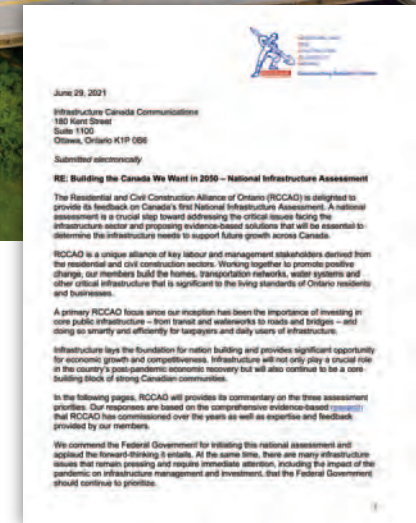 June 29, 2021
Infrastructure Canada Communications
180 Kent Street
Suite 1100
Ottawa, Ontario K1P 0B6
Submitted electronically
RE: Building the Canada We Want in 2050 – National Infrastructure Assessment
The Residential and Civil Construction Alliance of Ontario (RCCAO) is delighted to
provide its feedback on Canada's first National Infrastructure Assessment. A national
assessment is a crucial step toward addressing the critical issues facing the
infrastructure sector and proposing evidence-based solutions that will be essential to
determine the infrastructure needs to support future growth across Canada.
RCCAO is a unique alliance of key labour and management stakeholders derived from
the residential and civil construction sectors. Working together to promote positive
change, our members build the homes, transportation networks, water systems and
other critical infrastructure that is significant to the living standards of Ontario residents
and businesses.
A primary RCCAO focus since our inception has been the importance of investing in
core public infrastructure – from transit and waterworks to roads and bridges – and
doing so smartly and efficiently for taxpayers and daily users of infrastructure.
Infrastructure lays the foundation for nation building and provides significant opportunity
for economic growth and competitiveness. Infrastructure will not only play a crucial role
in the country's post-pandemic economic recovery but will also continue to be a core
building block of strong Canadian communities.
In the following pages, RCCAO will provide its commentary on the three assessment
priorities. Our responses are based on the comprehensive evidence-based research
that RCCAO has commissioned over the years as well as expertise and feedback
provided by our members.
We commend the Federal Government for initiating this national assessment and
applaud the forward-thinking it entails. At the same time, there are many infrastructure
issues that remain pressing and require immediate attention, including the impact of the
pandemic on infrastructure management and investment, that the Federal Government
should continue to prioritize.